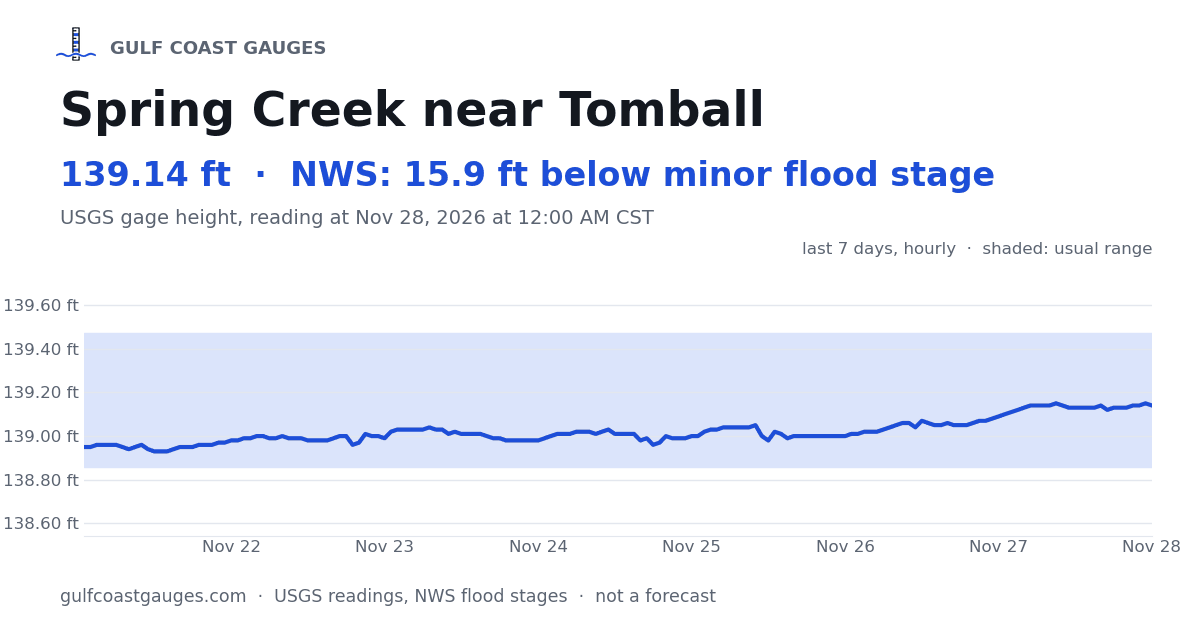 GULF COAST GAUGES
Spring Creek near Tomball
139.14 ft · NWS: 15.9 ft below minor flood stage
USGS gage height, reading at Nov 28, 2026 at 12:00 AM CST
last 7 days, hourly · shaded: usual range
139.60 ft
139.40 ft
139.20 ft
139.00 ft
138.80 ft
138.60 ft
Nov 22 Nov 23 Nov 24 Nov 25 Nov 26 Nov 27 Nov 28
gulfcoastgauges.com · USGS readings, NWS flood stages · not a forecast